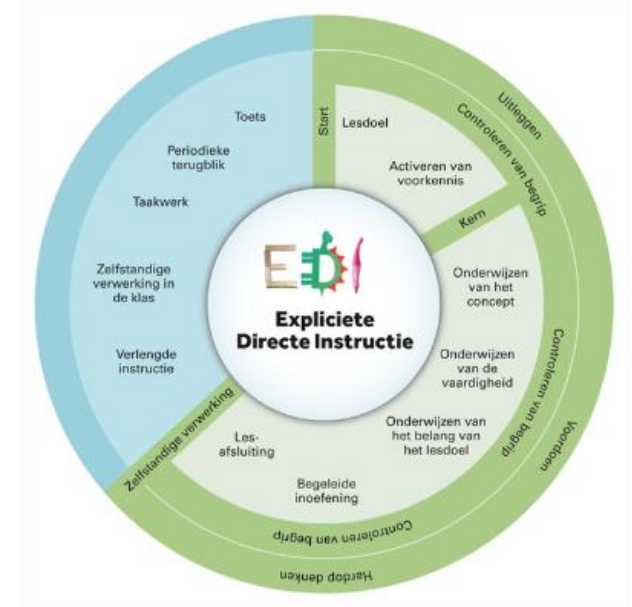 EDI
Expliciete
Directe Instructie
Start
Lesdoel
Activeren van
voorkennis
Kern
Onderwijzen
van het
concept
Onderwijzen
van de
vaardigheid
Onderwijzen van
het belang van
het lesdoel
Begeleide
inoefening
Les-
afsluiting
Zelfstandige verwerking
Verlengde
instructie
Zelfstandige
verwerking in
de klas
Taakwerk
Periodieke
terugblik
Toets
Controleren van begrip
Controleren van begrip
Controleren van begrip
Uitleggen
Voordoen
Hardop denken